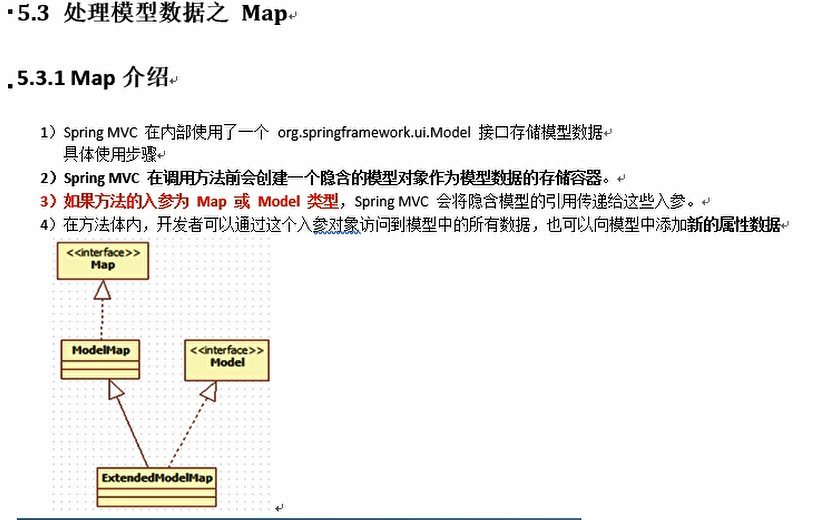 5.3 处理模型数据之 Map
5.3.1 Map 介绍
1）Spring MVC 在内部使用了一个 org.springframework.ui.Model 接口存储模型数据
具体使用步骤
2）Spring MVC 在调用方法前会创建一个隐含的模型对象作为模型数据的存储容器。
3）如果方法的入参为 Map 或 Model 类型，Spring MVC 会将隐含模型的引用传递给这些入参。
4）在方法体内，开发者可以通过这个入参对象访问到模型中的所有数据，也可以向模型中添加新的属性数据
<<interface>>
Map
ModelMap
<<interface>>
Model
ExtendedModelMap